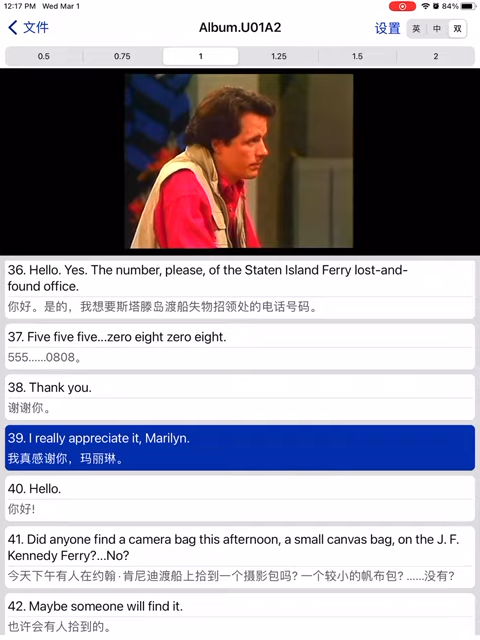 12:17 PM Wed Mar 1 84%
文件 Album.U01A2 设置 英 中 双
0.5 0.75 1 1.25 1.5 2
36. Hello. Yes. The number, please, of the Staten Island Ferry lost-and-
found office.
你好。是的，我想要斯塔滕岛渡船失物招领处的电话号码。
37. Five five five...zero eight zero eight.
555......0808。
38. Thank you.
谢谢你。
39. I really appreciate it, Marilyn.
我真感谢你，玛丽琳。
40. Hello.
你好!
41. Did anyone find a camera bag this afternoon, a small canvas bag, on the J. F.
Kennedy Ferry?...No?
今天下午有人在约翰·肯尼迪渡船上拾到一个摄影包吗? 一个较小的帆布包? ......没有?
42. Maybe someone will find it.
也许会有人拾到的。